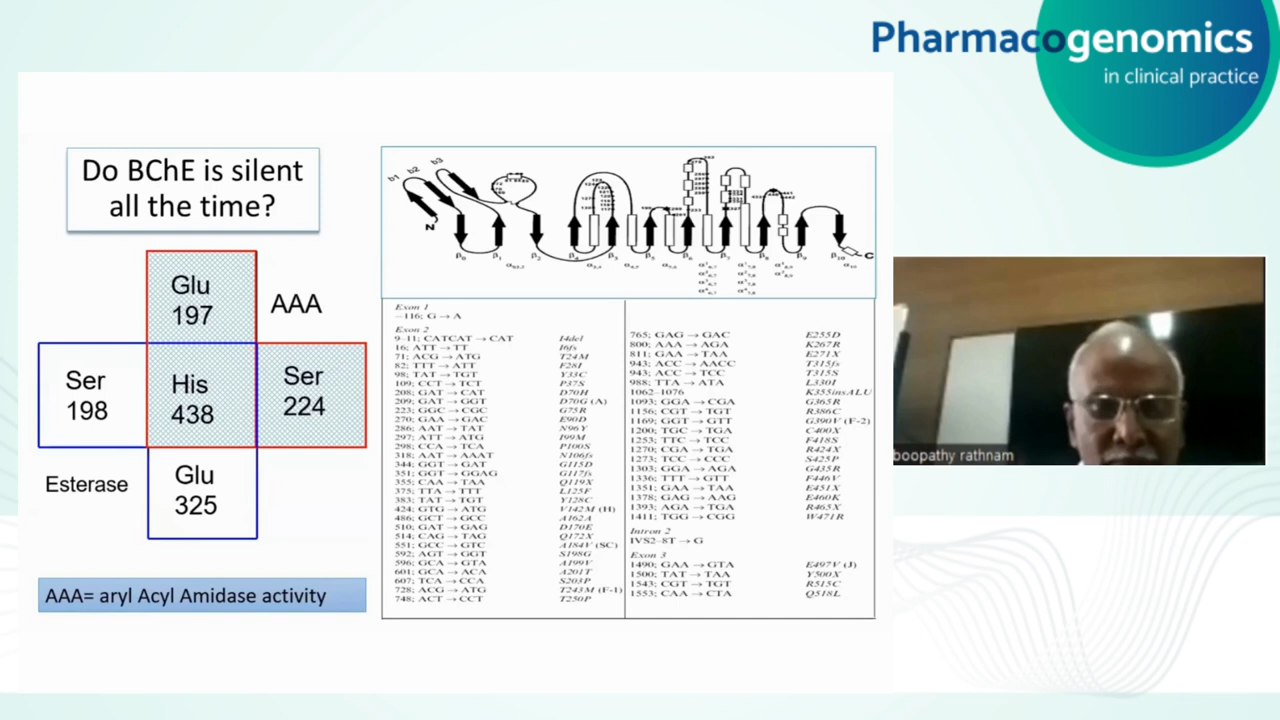 Pharmacogenomics
in clinical practice
Do BChE is silent
all the time?
Glu
197
AAA
Ser
198
His
438
Ser
224
Esterase
Glu
325
AAA= aryl Acyl Amidase activity
b1 b2 b3
N
C
Exon 1
−116; G → A
Exon 2
9–11; CATCAT → CAT I4del
16; ATT → TT I6fs
71; ACG → ATG T24M
82; TTT → ATT F28I
98; TAT → TGT Y33C
109; CCT → TCT P37S
208; GAT → CAT D70H
209; GAT → GGT D70G (A)
223; GGC → CGC G75R
270; GAA → GAC E90D
286; AAT → TAT N96Y
297; ATT → ATG I99M
298; CCA → TCA P100S
318; AAT → AAAT N106fs
344; GGT → GAT G115D
351; GGT → GGAG G117fs
355; CAA → TAA Q119X
375; TTA → TTT L125F
383; TAT → TGT Y128C
424; GTG → ATG V142M (H)
486; GCT → GCC A162A
510; GAT → GAG D170E
514; CAG → TAG Q172X
551; GCC → GTC A184V (SC)
592; AGT → GGT S198G
596; GCA → GTA A199V
601; GCA → ACA A201T
607; TCA → CCA S203P
728; ACG → ATG T243M (F-1)
748; ACT → CCT T250P
765; GAG → GAC E255D
800; AAA → AGA K267R
811; GAA → TAA E271X
943; ACC → AACC T315fs
943; ACC → TCC T315S
988; TTA → ATA L330I
1062–1076 K355insALU
1093; GGA → CGA G365R
1156; CGT → TGT R386C
1169; GGT → GTT G390V (F-2)
1200; TGC → TGA C400X
1253; TTC → TCC F418S
1270; CGA → TGA R424X
1273; TCC → CCC S425P
1303; GGA → AGA G435R
1336; TTT → GTT F446V
1351; GAA → TAA E451X
1378; GAG → AAG E460K
1393; AGA → TGA R465X
1411; TGG → CGG W471R
Intron 2
IVS2–8T → G
Exon 3
1490; GAA → GTA E497V (J)
1500; TAT → TAA Y500X
1543; CGT → TGT R515C
1553; CAA → CTA Q518L
boopathy rathnam